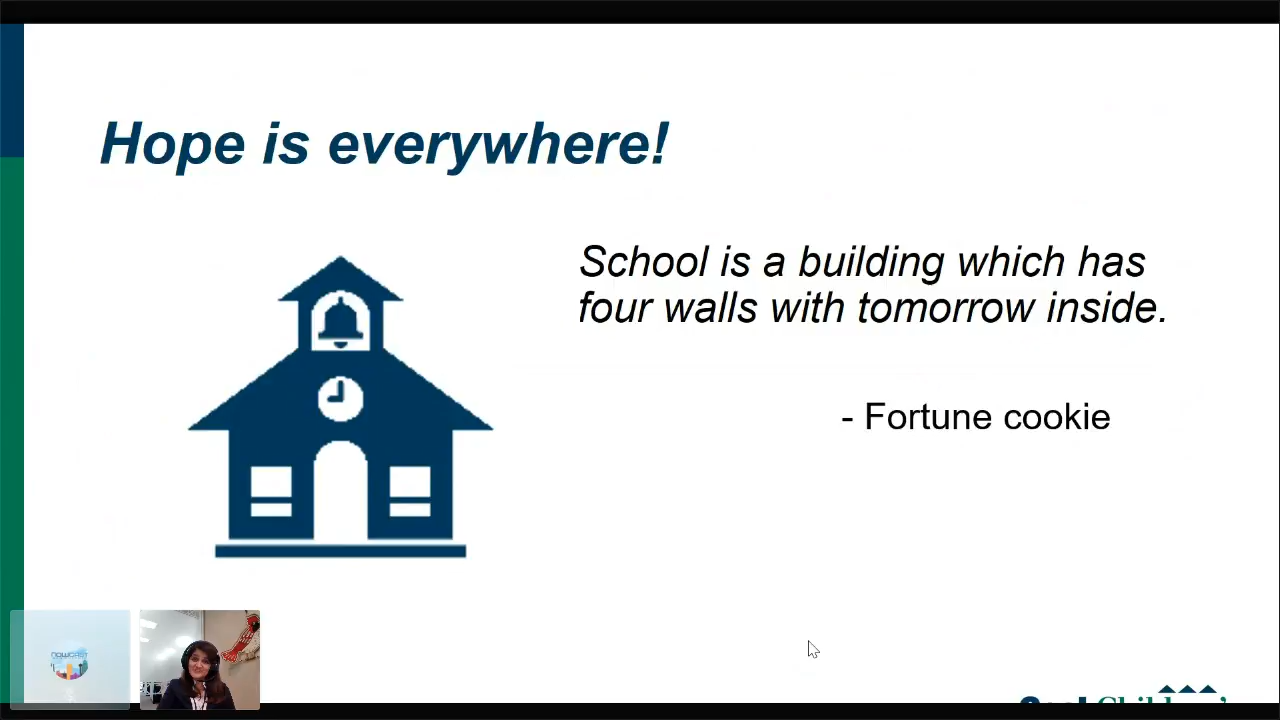 Hope is everywhere!
School is a building which has
four walls with tomorrow inside.
- Fortune cookie